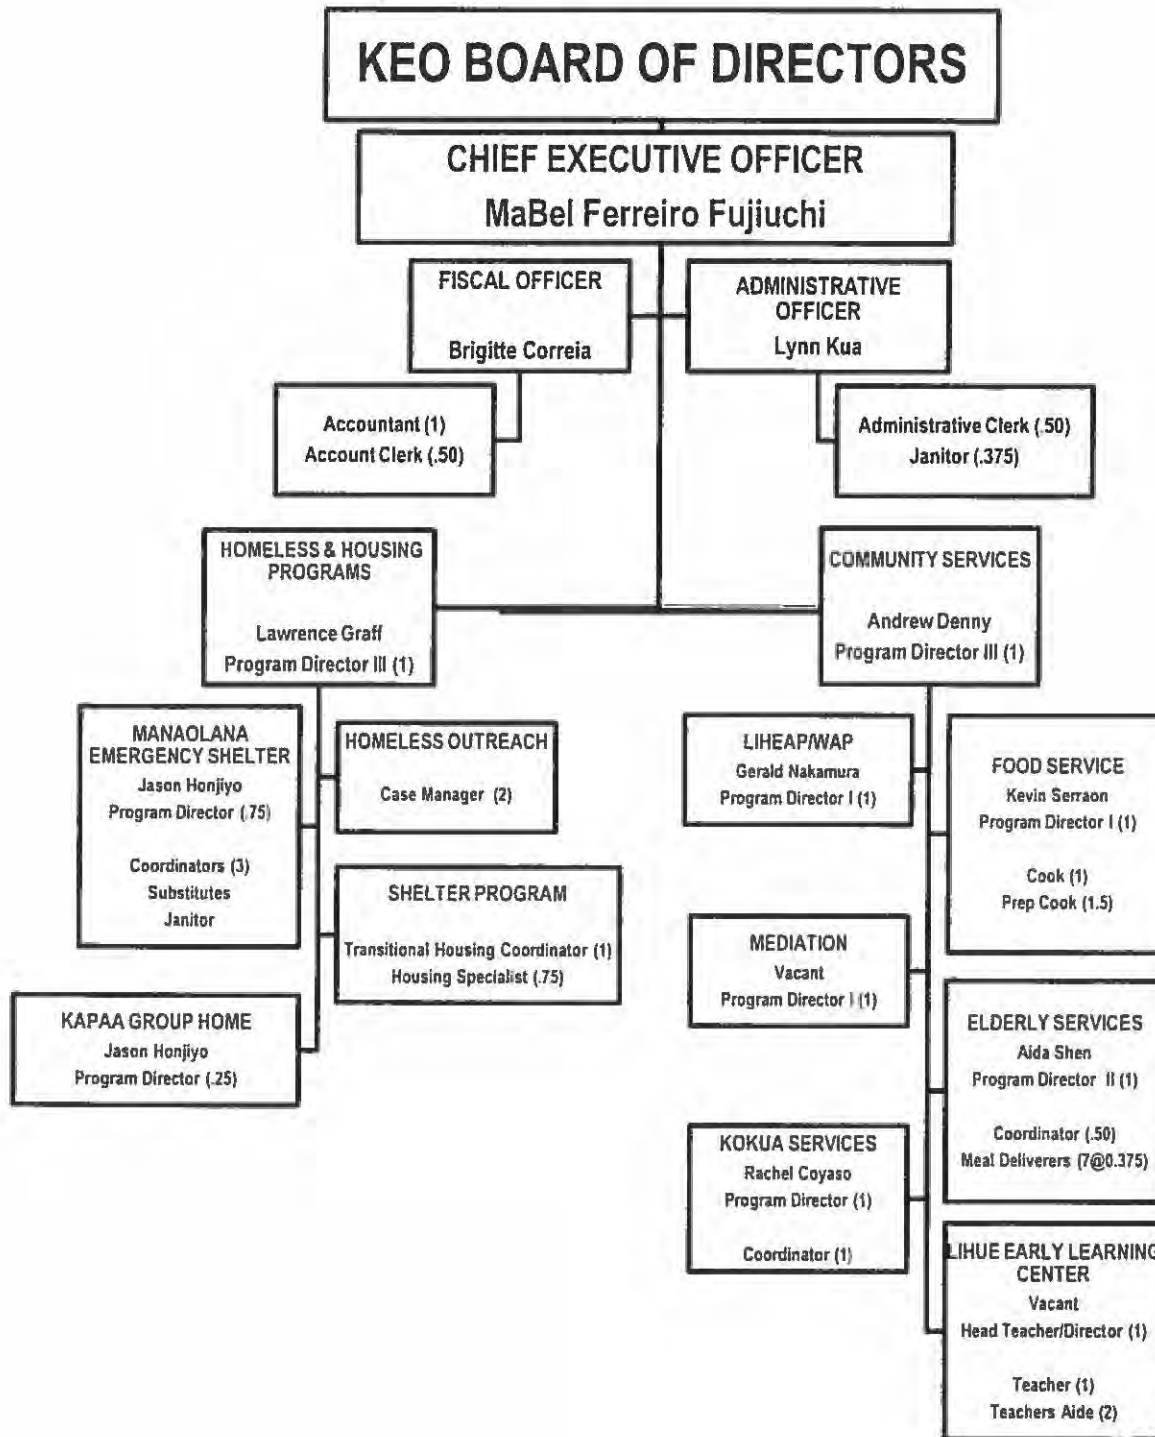 KEO BOARD OF DIRECTORS
CHIEF EXECUTIVE OFFICER
MaBel Ferreiro Fujiuchi
FISCAL OFFICER
Brigitte Correia
ADMINISTRATIVE
OFFICER
Lynn Kua
Accountant (1)
Account Clerk (.50)
Administrative Clerk (.50)
Janitor (.375)
HOMELESS & HOUSING
PROGRAMS
Lawrence Graff
Program Director III (1)
COMMUNITY SERVICES
Andrew Denny
Program Director III (1)
MANAOLANA
EMERGENCY SHELTER
Jason Honjiyo
Program Director (.75)
Coordinators (3)
Substitutes
Janitor
HOMELESS OUTREACH
Case Manager (2)
SHELTER PROGRAM
Transitional Housing Coordinator (1)
Housing Specialist (.75)
KAPAA GROUP HOME
Jason Honjiyo
Program Director (.25)
LIHEAP/WAP
Gerald Nakamura
Program Director I (1)
FOOD SERVICE
Kevin Serraon
Program Director I (1)
Cook (1)
Prep Cook (1.5)
MEDIATION
Vacant
Program Director I (1)
ELDERLY SERVICES
Aida Shen
Program Director II (1)
Coordinator (.50)
Meal Deliverers (7@0.375)
KOKUA SERVICES
Rachel Coyaso
Program Director (1)
Coordinator (1)
LIHUE EARLY LEARNING
CENTER
Vacant
Head Teacher/Director (1)
Teacher (1)
Teachers Aide (2)